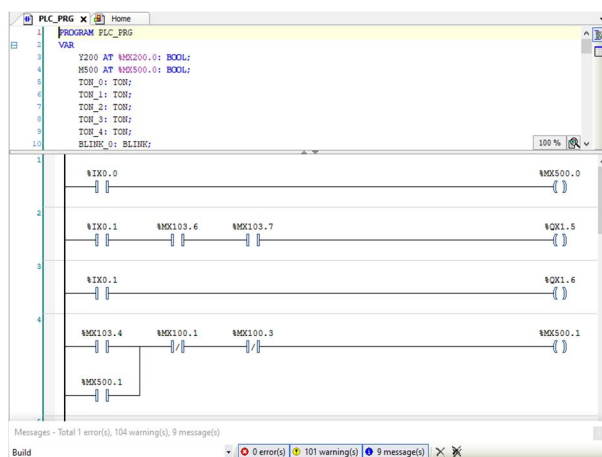 PLC_PRG X Home
1 PROGRAM PLC_PRG
2 VAR
3 Y200 AT %MX200.0: BOOL;
4 M500 AT %MX500.0: BOOL;
5 TON_0: TON;
6 TON_1: TON;
7 TON_2: TON;
8 TON_3: TON;
9 TON_4: TON;
10 BLINK_0: BLINK;
100 %
1
%IX0.0 %MX500.0
2
%IX0.1 %MX103.6 %MX103.7 %QX1.5
3
%IX0.1 %QX1.6
4
%MX103.4 %MX100.1 %MX100.3 %MX500.1
%MX500.1
Messages - Total 1 error(s), 104 warning(s), 9 message(s)
Build 0 error(s) 101 warning(s) 9 message(s)